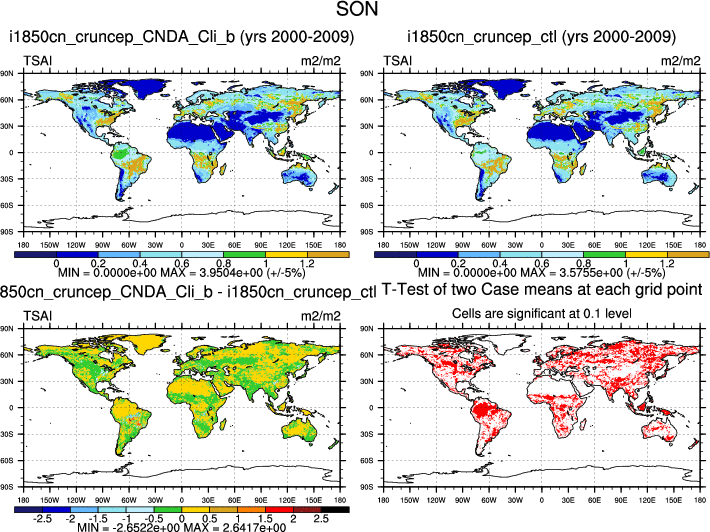 SON
i1850cn_cruncep_CNDA_Cli_b (yrs 2000-2009)
TSAI m2/m2
90N
60N
30N
0
30S
60S
90S
180 150W 120W 90W 60W 30W 0 30E 60E 90E 120E 150E 180
0 0.2 0.4 0.6 0.8 1 1.2
MIN = 0.0000e+00 MAX = 3.9504e+00 (+/-5%)
i1850cn_cruncep_ctl (yrs 2000-2009)
TSAI m2/m2
90N
60N
30N
0
30S
60S
90S
180 150W 120W 90W 60W 30W 0 30E 60E 90E 120E 150E 180
0 0.2 0.4 0.6 0.8 1 1.2
MIN = 0.0000e+00 MAX = 3.5755e+00 (+/-5%)
850cn_cruncep_CNDA_Cli_b - i1850cn_cruncep_ctl
TSAI m2/m2
90N
60N
30N
0
30S
60S
90S
180 150W 120W 90W 60W 30W 0 30E 60E 90E 120E 150E 180
-2.5 -2 -1.5 -1 -0.5 0 0.5 1 1.5 2 2.5
MIN = -2.6522e+00 MAX = 2.6417e+00
T-Test of two Case means at each grid point
Cells are significant at 0.1 level
90N
60N
30N
0
30S
60S
90S
180 150W 120W 90W 60W 30W 0 30E 60E 90E 120E 150E 180